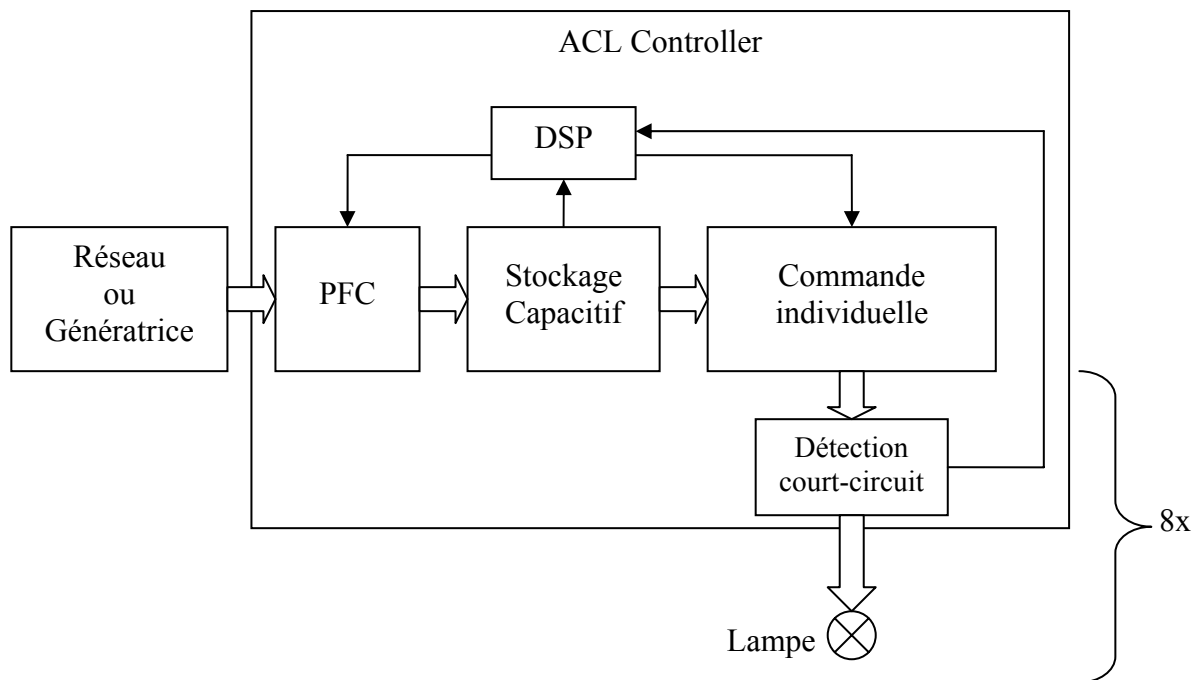 ACL Controller
DSP
Réseau
ou
Génératrice
PFC
Stockage
Capacitif
Commande
individuelle
Détection
court-circuit
8x
Lampe